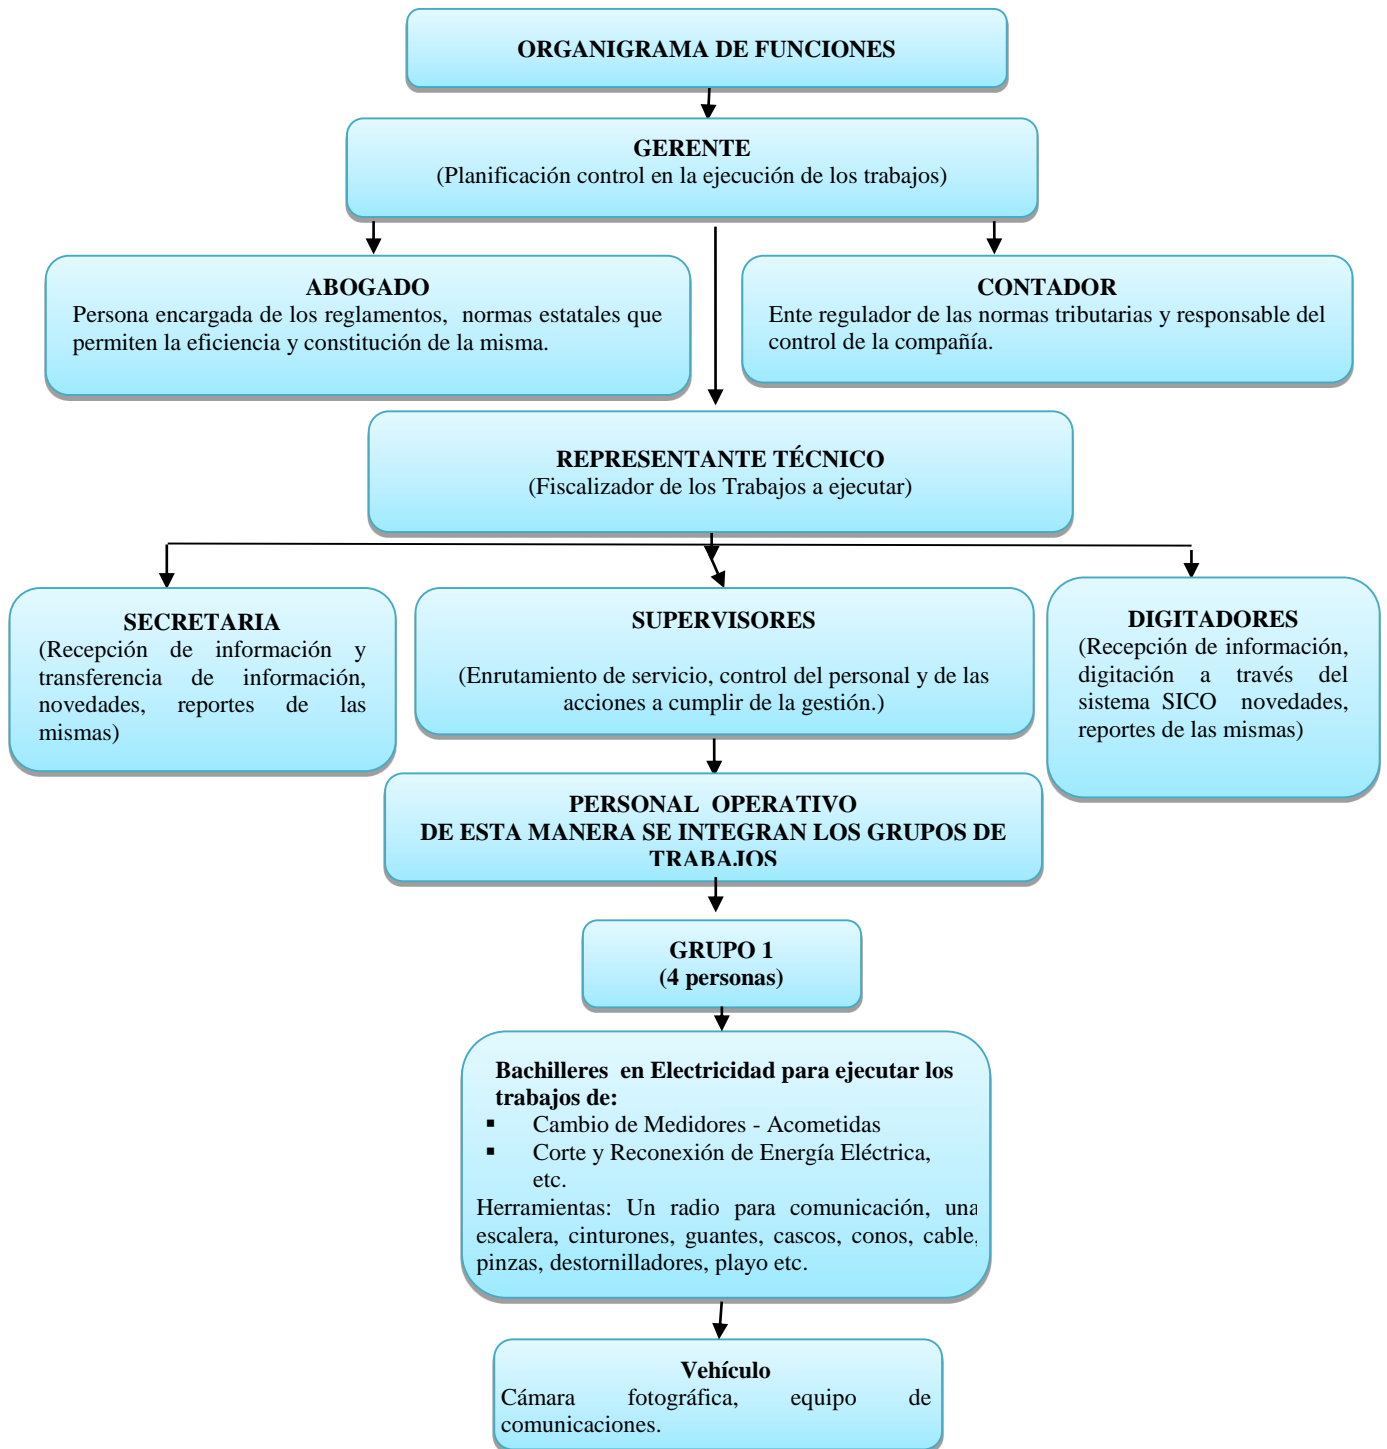 ORGANIGRAMA DE FUNCIONES
GERENTE
(Planificación control en la ejecución de los trabajos)
ABOGADO
Persona encargada de los reglamentos, normas estatales que
permiten la eficiencia y constitución de la misma.
CONTADOR
Ente regulador de las normas tributarias y responsable del
control de la compañía.
REPRESENTANTE TÉCNICO
(Fiscalizador de los Trabajos a ejecutar)
SECRETARIA
(Recepción de información y
transferencia de información,
novedades, reportes de las
mismas)
SUPERVISORES
(Enrutamiento de servicio, control del personal y de las
acciones a cumplir de la gestión.)
DIGITADORES
(Recepción de información,
digitación a través del
sistema SICO novedades,
reportes de las mismas)
PERSONAL OPERATIVO
DE ESTA MANERA SE INTEGRAN LOS GRUPOS DE
TRABAJOS
GRUPO 1
(4 personas)
Bachilleres en Electricidad para ejecutar los
trabajos de:
▪ Cambio de Medidores - Acometidas
▪ Corte y Reconexión de Energía Eléctrica,
etc.
Herramientas: Un radio para comunicación, una
escalera, cinturones, guantes, cascos, conos, cable,
pinzas, destornilladores, playo etc.
Vehículo
Cámara fotográfica, equipo de
comunicaciones.